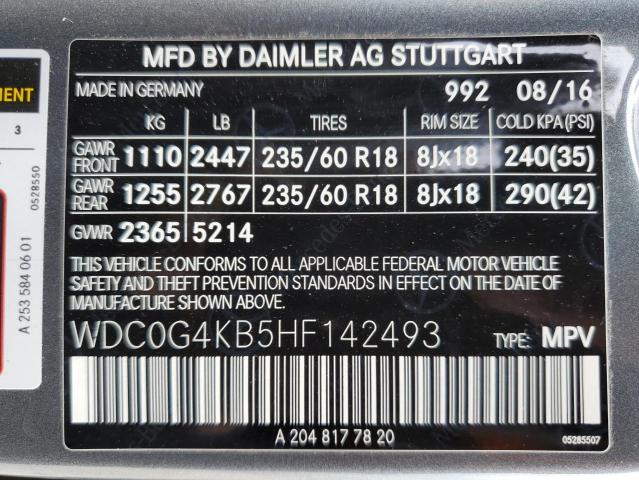 MFD BY DAIMLER AG STUTTGART
MADE IN GERMANY 992 08/16
KG LB TIRES RIM SIZE COLD KPA(PSI)
GAWR FRONT 1110 2447 235/60 R18 8Jx18 240(35)
GAWR REAR 1255 2767 235/60 R18 8Jx18 290(42)
GWR 2365 5214
THIS VEHICLE CONFORMS TO ALL APPLICABLE FEDERAL MOTOR VEHICLE
SAFETY AND THEFT PREVENTION STANDARDS IN EFFECT ON THE DATE OF
MANUFACTURE SHOWN ABOVE.
WDC0G4KB5HF142493 TYPE: MPV
A 204 817 78 20 05285507
MENT
3
0528550
A 253 584 06 01